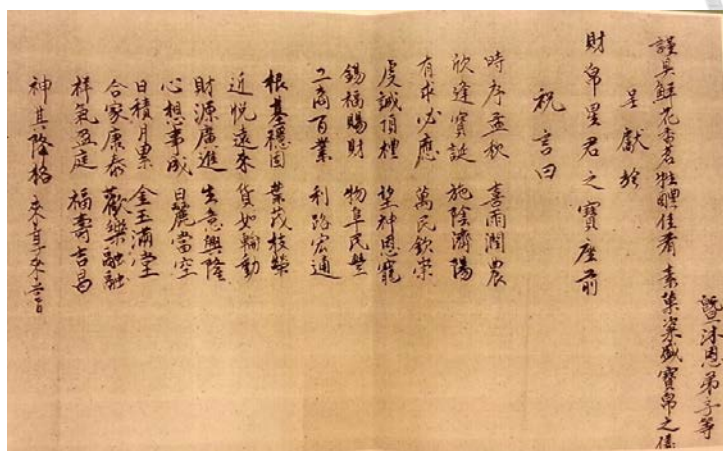 暨沐恩弟子等
謹具鮮花香茗牲醴佳肴素菓粢盛寶帛之儀
呈獻於
財帛星君之寶座前
祝言曰
時序孟秋 喜雨潤農
欣逢寶誕 施陰濟陽
有求必應 萬民欽崇
虔誠頂禮 望神恩寵
錫福賜財 物阜民豐
工商百業 利路宏通
根基穩固 業茂枝榮
近悅遠來 貨如輪動
財源廣進 生意興隆
心想事成 日麗當空
日積月累 金玉滿堂
合家康泰 歡樂融融
祥氣盈庭 福壽吉昌
神其降格 來其來嘗